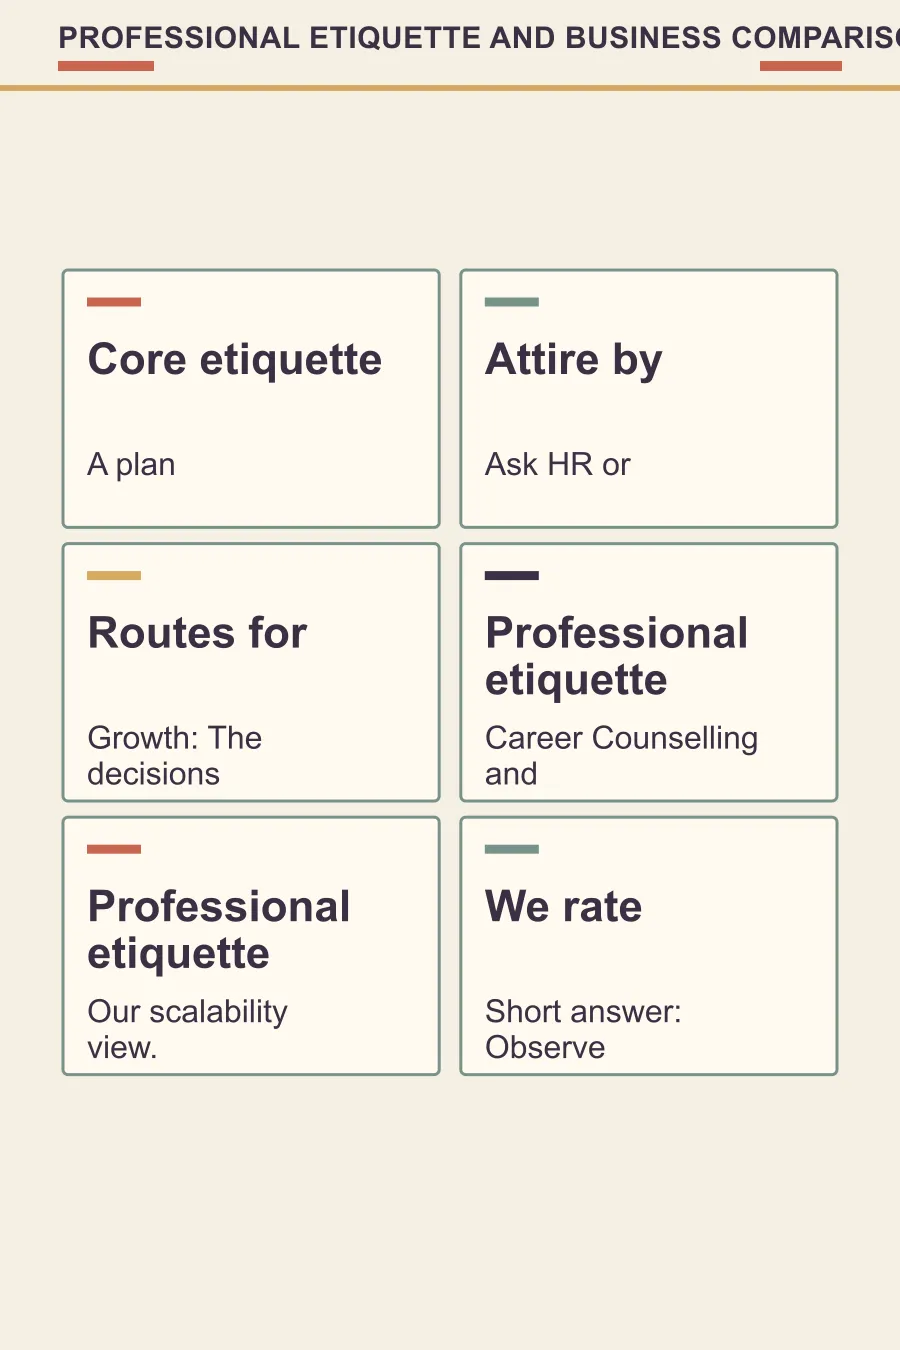 PROFESSIONAL ETIQUETTE AND BUSINESS
Core etiquette
A plan
Attire by
Ask HR or
Routes for
Growth: The
decisions
Professional
etiquette
Career Counselling
and
Professional
etiquette
Our scalability
view.
We rate
Short answer:
Observe